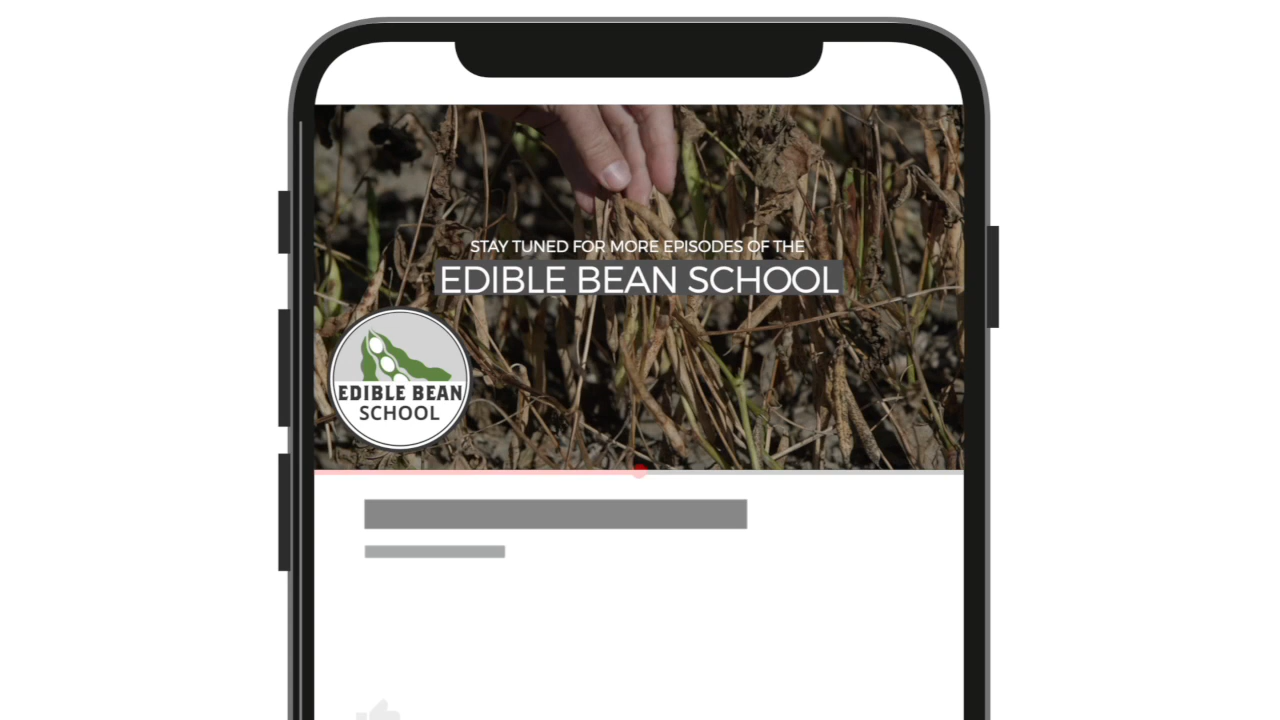 STAY TUNED FOR MORE EPISODES OF THE
EDIBLE BEAN SCHOOL
EDIBLE BEAN
SCHOOL